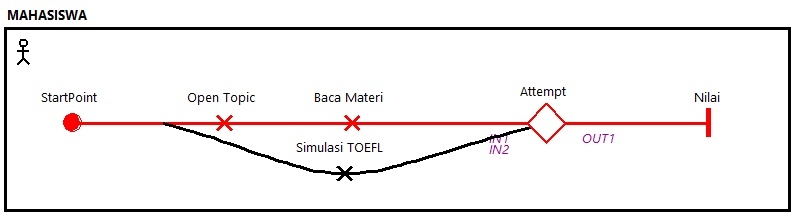 MAHASISWA
StartPoint
Open Topic
Baca Materi
Attempt
Nilai
Simulasi TOEFL
IN1
IN2
OUT1